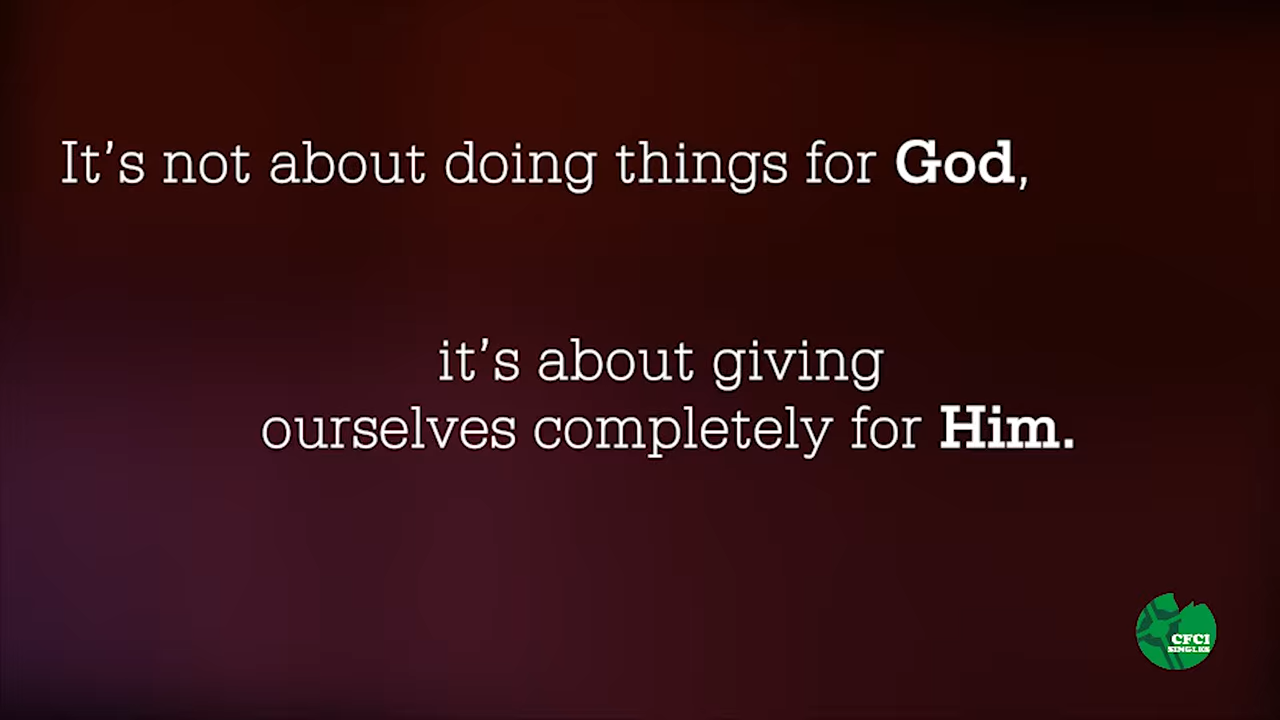 It's not about doing things for God,
it's about giving
ourselves completely for Him.
CFCI
SINGLES